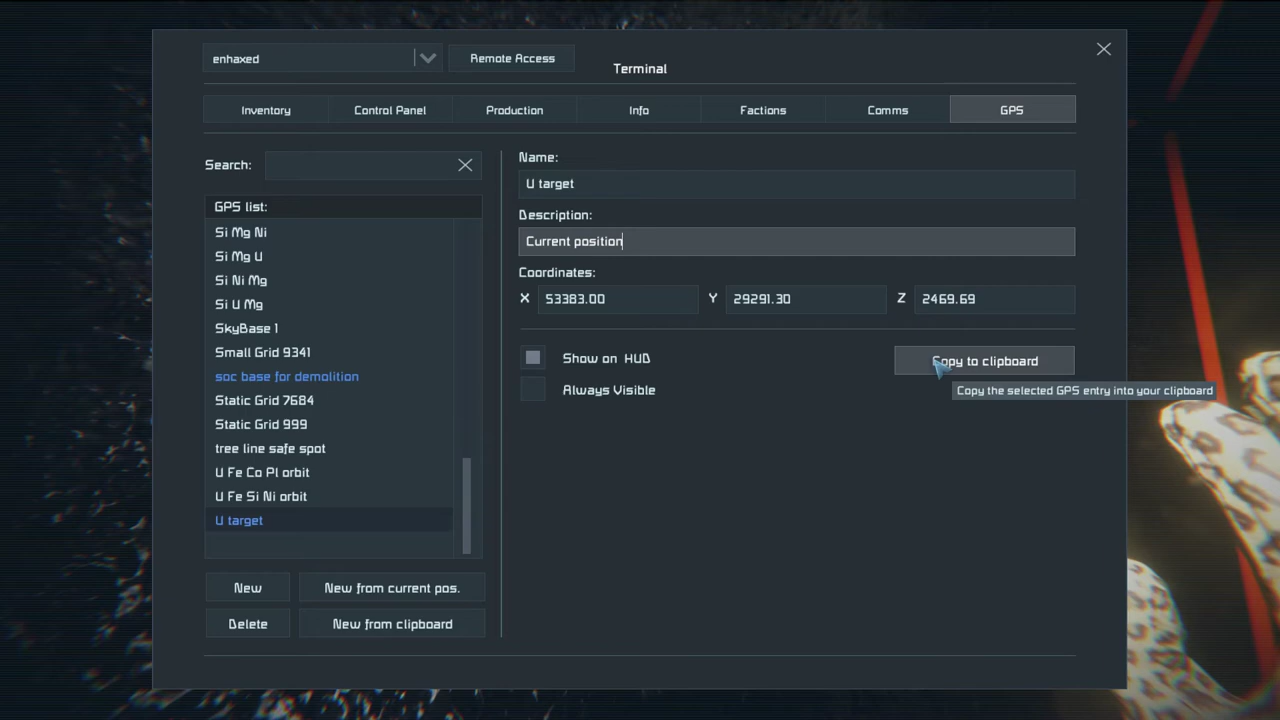 enhaxed
Remote Access
Terminal
Inventory
Control Panel
Production
Info
Factions
Comms
GPS
Search:
GPS list:
Si Mg Ni
Si Mg U
Si Ni Mg
Si U Mg
SkyBase 1
Small Grid 9341
soc base for demolition
Static Grid 7684
Static Grid 999
tree line safe spot
U Fe Co Pl orbit
U Fe Si Ni orbit
U target
New
New from current pos.
Delete
New from clipboard
Name:
U target
Description:
Current position
Coordinates:
X 53383.00 Y 29291.30 Z 2469.69
Show on HUD
Copy to clipboard
Always Visible
Copy the selected GPS entry into your clipboard